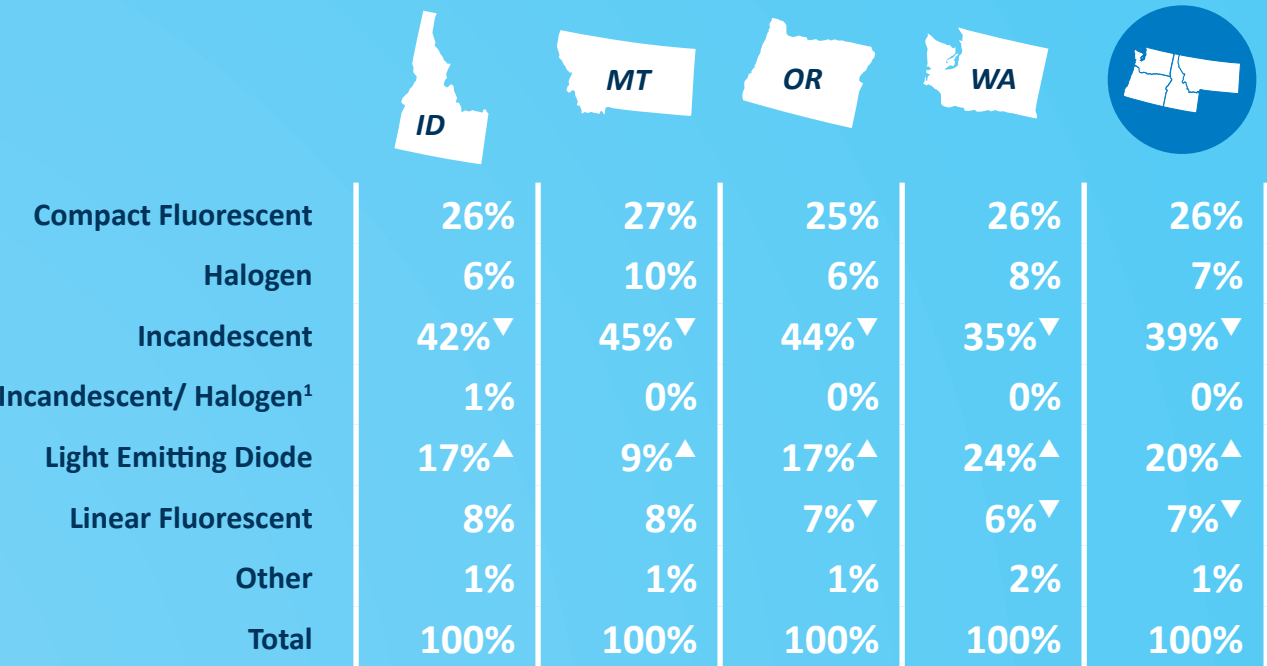 ID MT OR WA
Compact Fluorescent 26% 27% 25% 26% 26%
Halogen 6% 10% 6% 8% 7%
Incandescent 42%▼ 45%▼ 44%▼ 35%▼ 39%▼
Incandescent/ Halogen¹ 1% 0% 0% 0% 0%
Light Emitting Diode 17%▲ 9%▲ 17%▲ 24%▲ 20%▲
Linear Fluorescent 8% 8% 7%▼ 6%▼ 7%▼
Other 1% 1% 1% 2% 1%
Total 100% 100% 100% 100% 100%